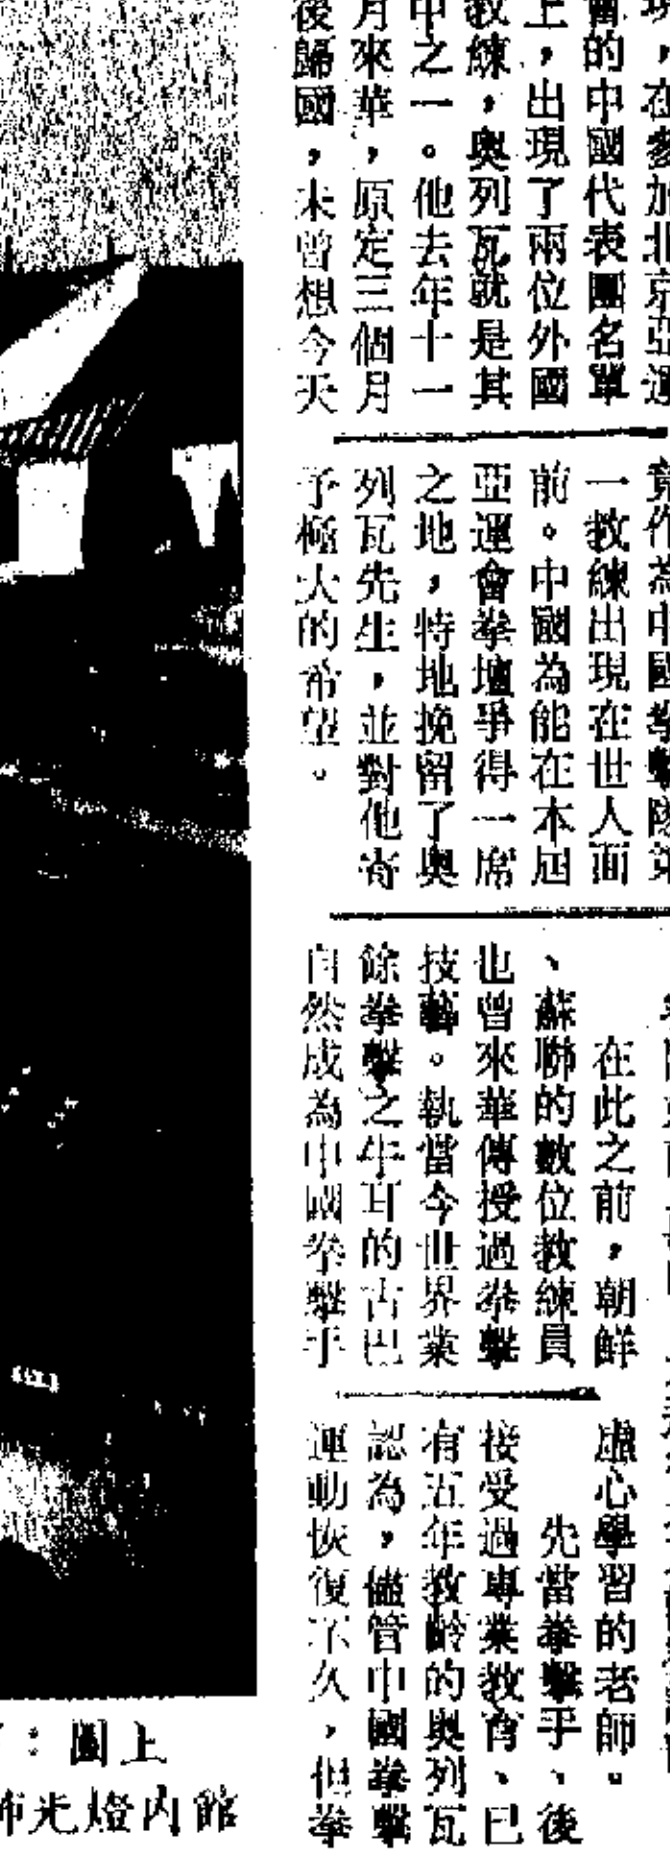 現，在參加北京亞運
會的中國代表團名單
上，出現了兩位外國
教練，奧列瓦就是其
中之一。他去年十一
月來華，原定三個月
後歸國，未曾想今天
竟作為中國拳擊隊第
一教練出現在世人面
前。中國為能在本屆
亞運會拳壇爭得一席
之地，特地挽留了奧
列瓦先生，並對他寄
予極大的希望。
在此之前，朝鮮
、蘇聯的數位教練員
也曾來華傳授過拳擊
技藝。執當今世界業
餘拳擊之牛耳的古巴
自然成為中國拳擊手
虛心學習的老師。
先當拳擊手、後
接受過專業教育、已
有五年教齡的奧列瓦
認為，儘管中國拳擊
運動恢復不久，但拳
上圖：
館內燈光師